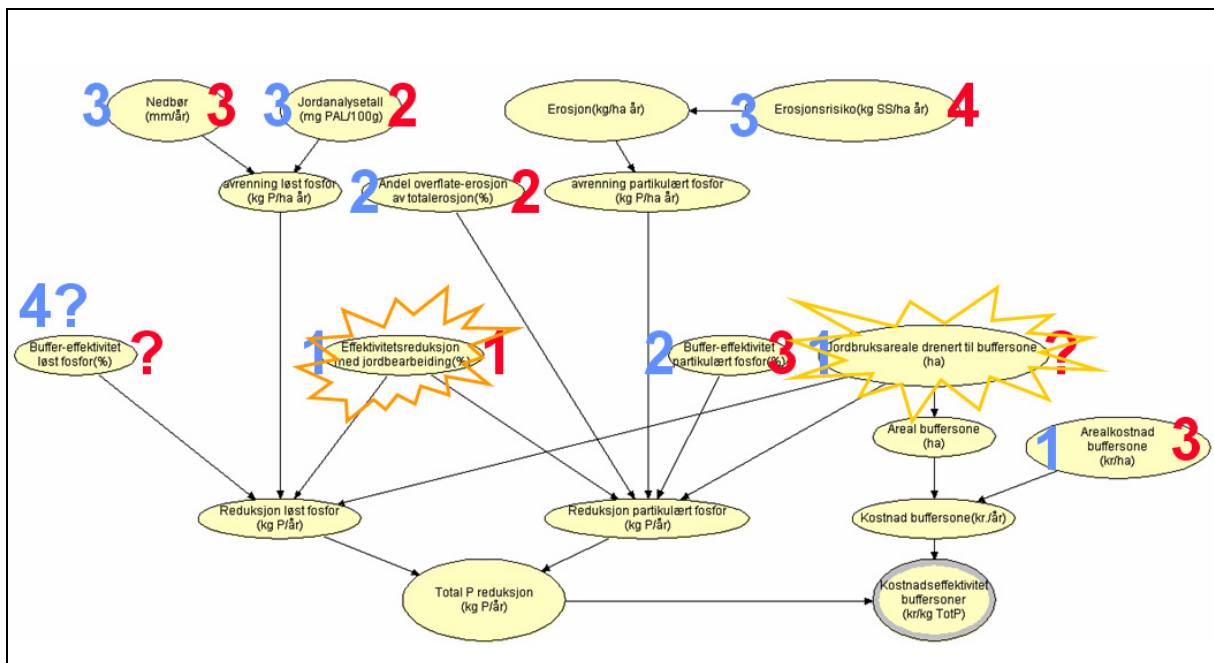 3
Nedbør
(mm/år)
3
3
Jordanalysetall
(mg PAL/100g)
2
Erosjon(kg/ha år)
3
Erosjonsrisiko(kg SS/ha år)
4
avrenning løst fosfor
(kg P/ha år)
2
Andel overflate-erosjon
av totalerosjon(%)
2
avrenning partikulært fosfor
(kg P/ha år)
4?
Buffer-effektivitet
løst fosfor(%)
?
1
Effektivitetsreduksjon
med jordbearbeiding(%)
1
2
Buffer-effektivitet
partikulært fosfor(%)
3
1
Jordbruksareale drenert til buffersone
(ha)
?
Areal buffersone
(ha)
1
Arealkostnad
buffersone
(kr/ha)
3
Reduksjon løst fosfor
(kg P/år)
Reduksjon partikulært fosfor
(kg P/år)
Kostnad buffersone(kr./år)
Total P reduksjon
(kg P/år)
Kostnadseffektivitet
buffersoner
(kr/kg TotP)